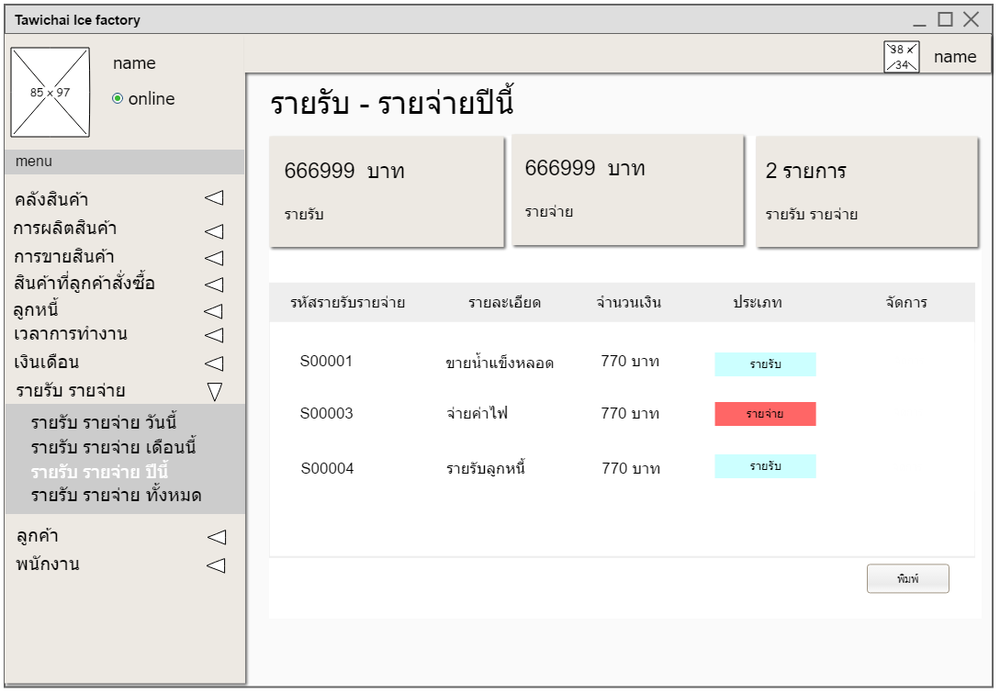 Tawichai Ice factory
name
online
85 x 97
38 x 34
name
menu
คลังสินค้า
การผลิตสินค้า
การขายสินค้า
สินค้าที่ลูกค้าสั่งซื้อ
ลูกหนี้
เวลาการทำงาน
เงินเดือน
รายรับ รายจ่าย
รายรับ รายจ่าย วันนี้
รายรับ รายจ่าย เดือนนี้
รายรับ รายจ่าย ปีนี้
รายรับ รายจ่าย ทั้งหมด
ลูกค้า
พนักงาน
รายรับ - รายจ่ายปีนี้
666999 บาท
รายรับ
666999 บาท
รายจ่าย
2 รายการ
รายรับ รายจ่าย
รหัสรายรับรายจ่าย รายละเอียด จำนวนเงิน ประเภท จัดการ
S00001 ขายน้ำแข็งหลอด 770 บาท รายรับ
S00003 จ่ายค่าไฟ 770 บาท รายจ่าย
S00004 รายรับลูกหนี้ 770 บาท รายรับ
พิมพ์